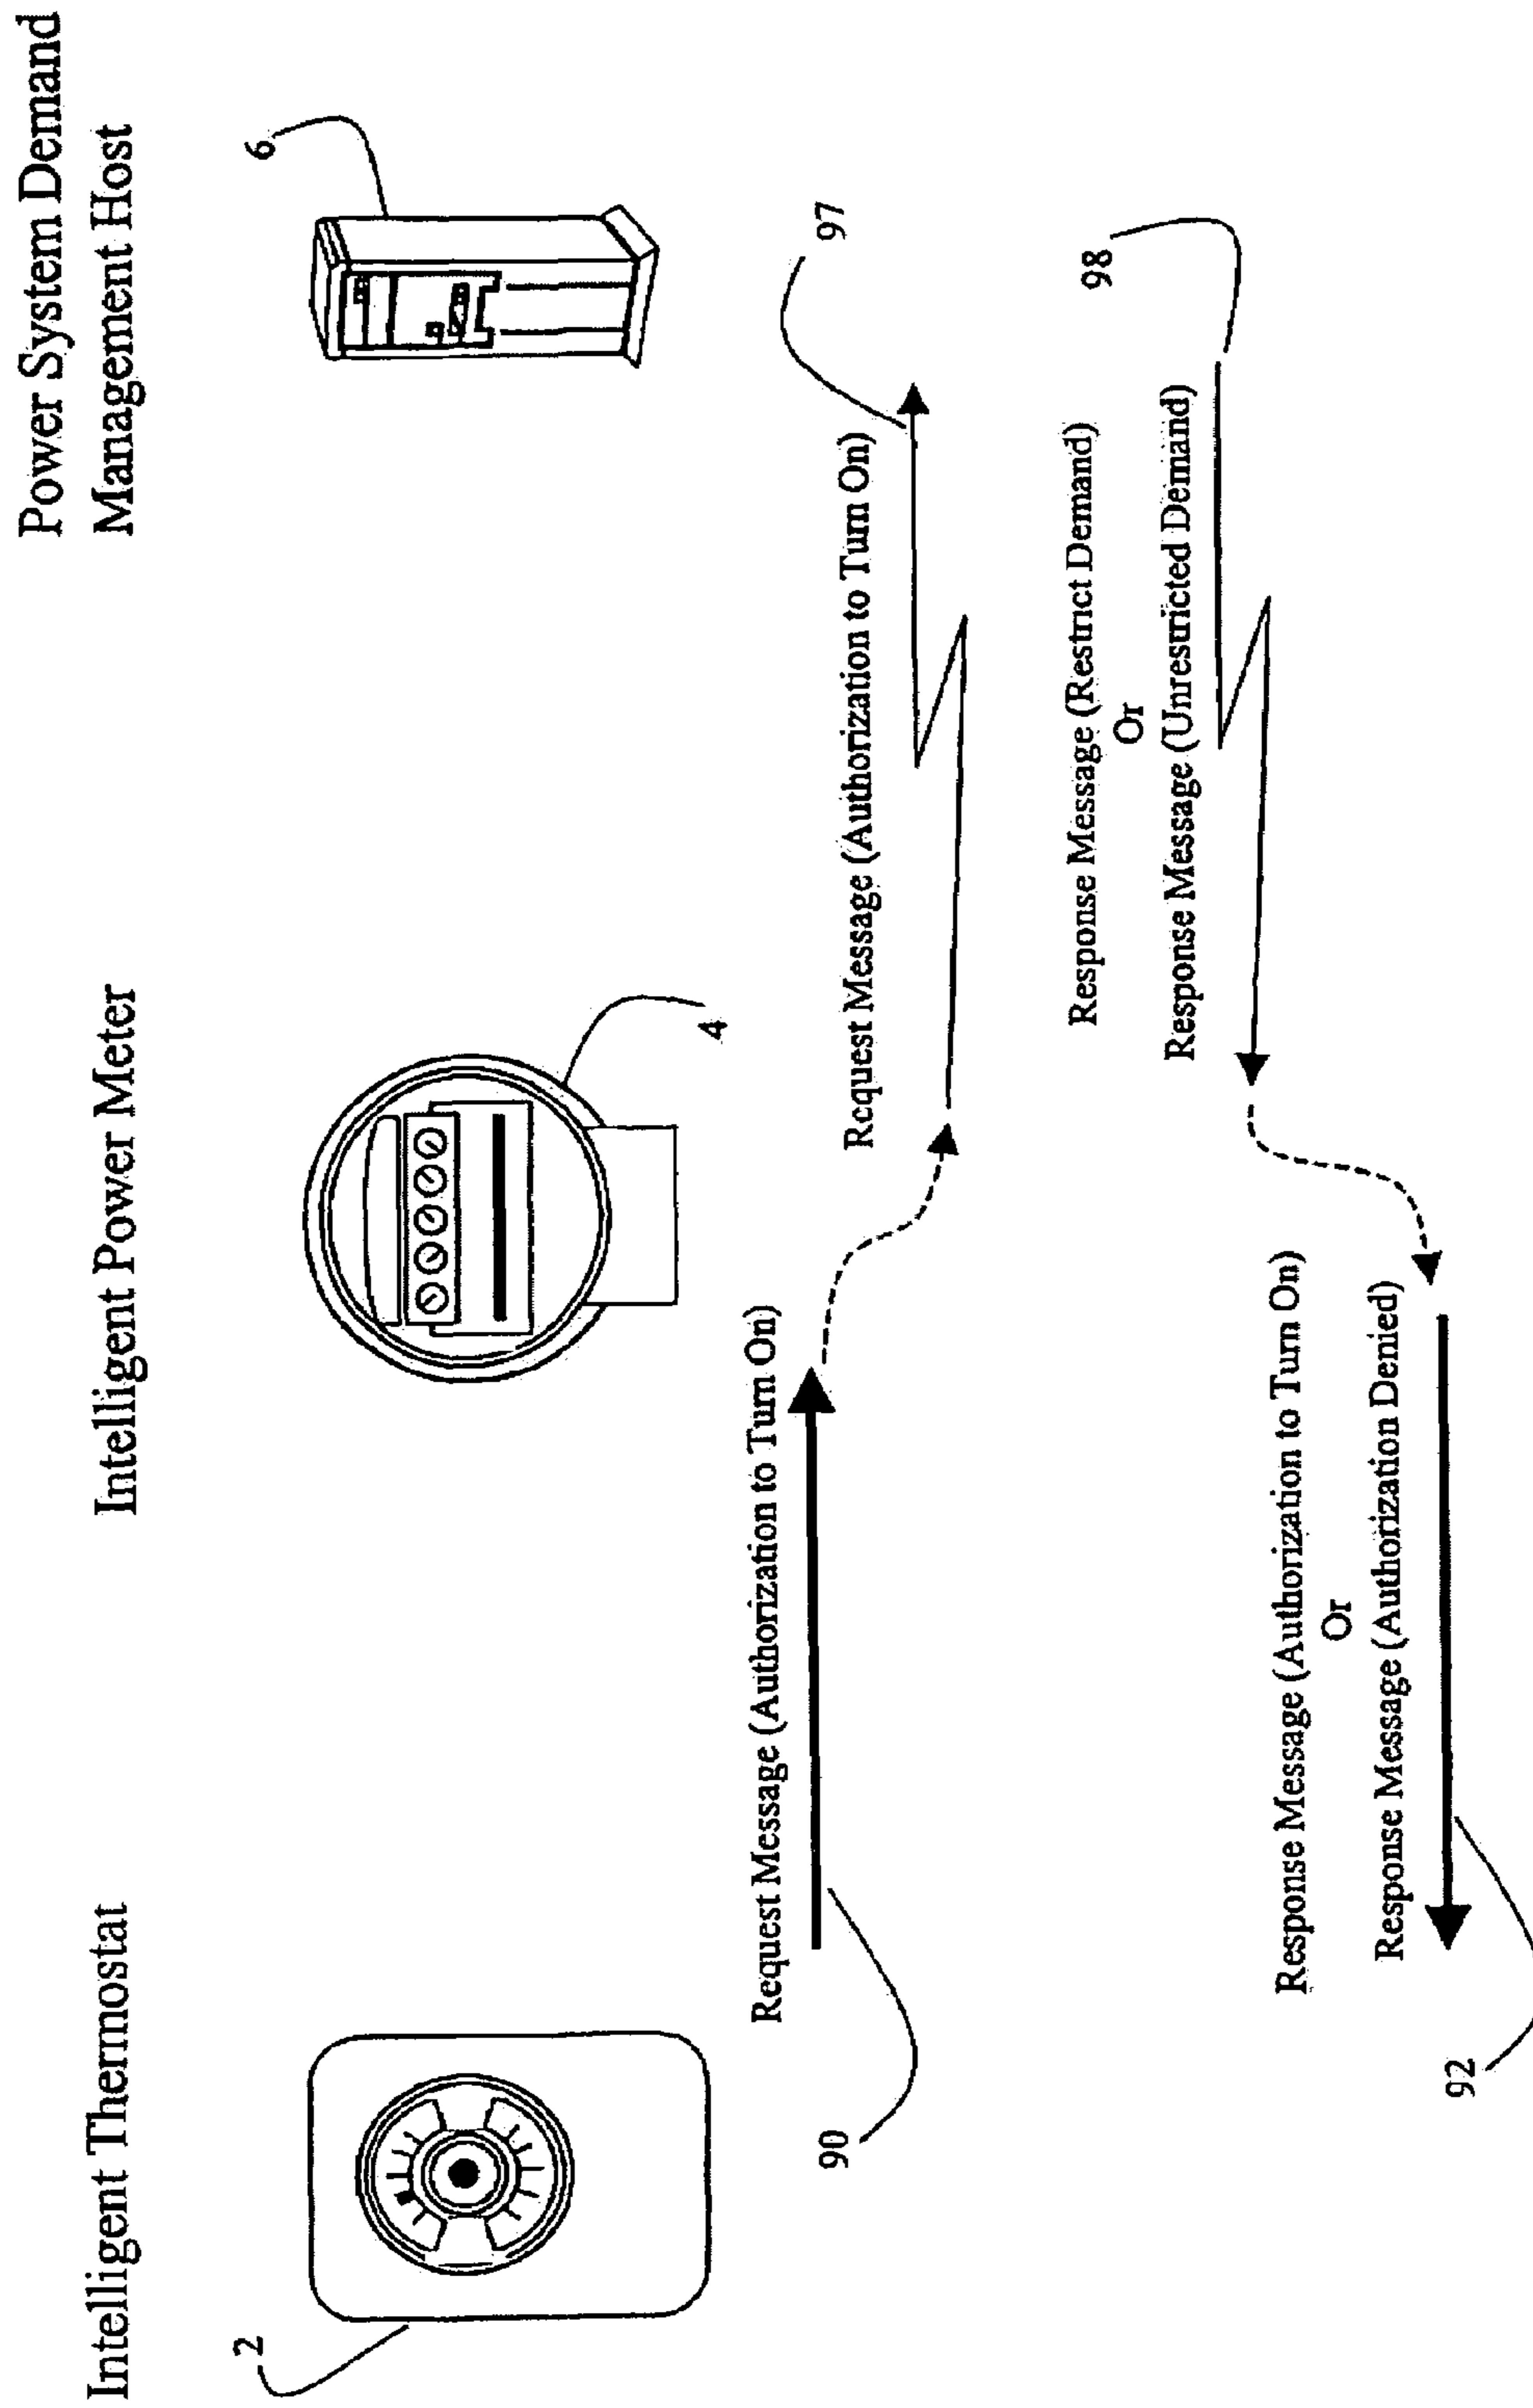 Intelligent Thermostat
Intelligent Power Meter
Power System Demand
Management Host
2
4
6
Request Message (Authorization to Turn On)
90
Request Message (Authorization to Turn On)
97
Response Message (Restrict Demand)
Or
Response Message (Unrestricted Demand)
98
Response Message (Authorization to Turn On)
Or
Response Message (Authorization Denied)
92